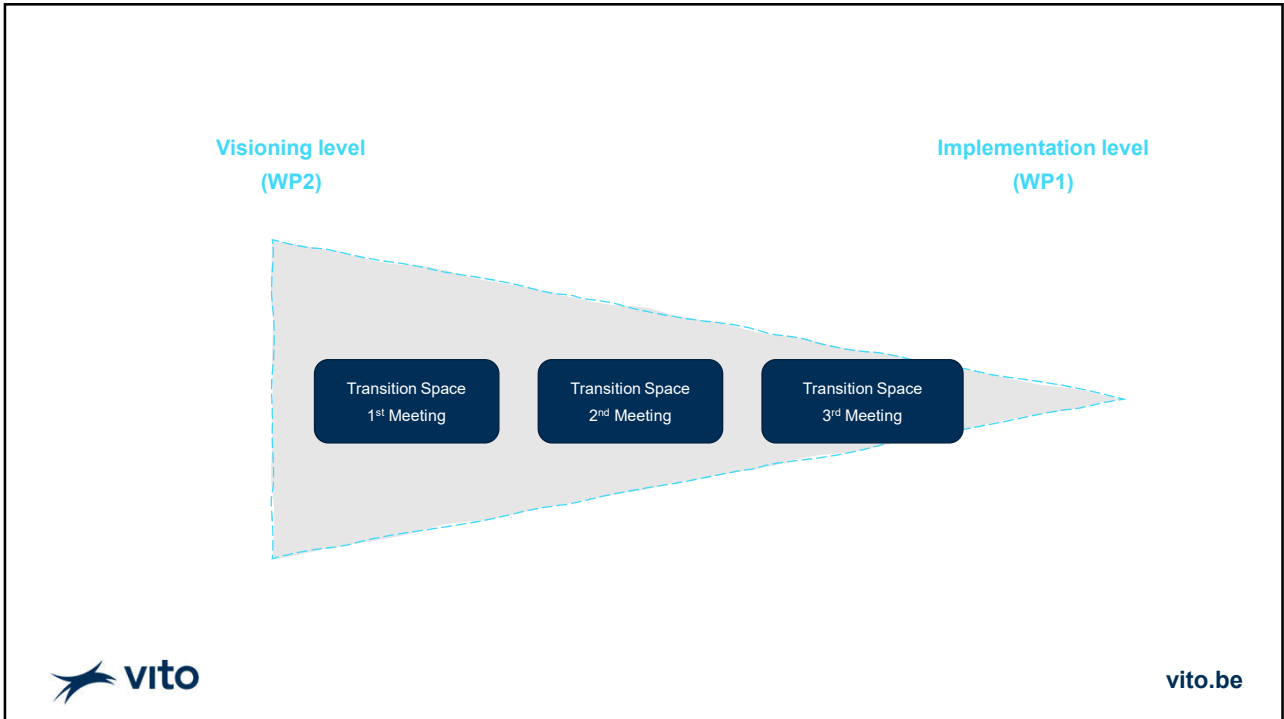 Visioning level
(WP2)
Implementation level
(WP1)
Transition Space
1st Meeting
Transition Space
2nd Meeting
Transition Space
3rd Meeting
vito
vito.be